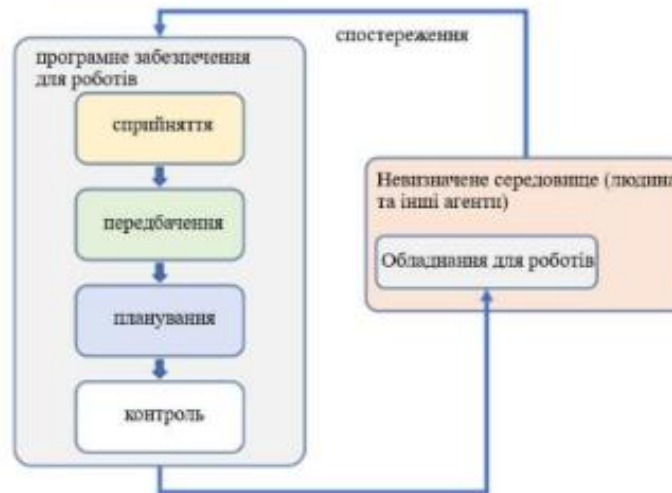 спостереження
програмне забезпечення
для роботів
сприйняття
передбачення
планування
контроль
Невизначене середовище (людина
та інші агенти)
Обладнання для роботів